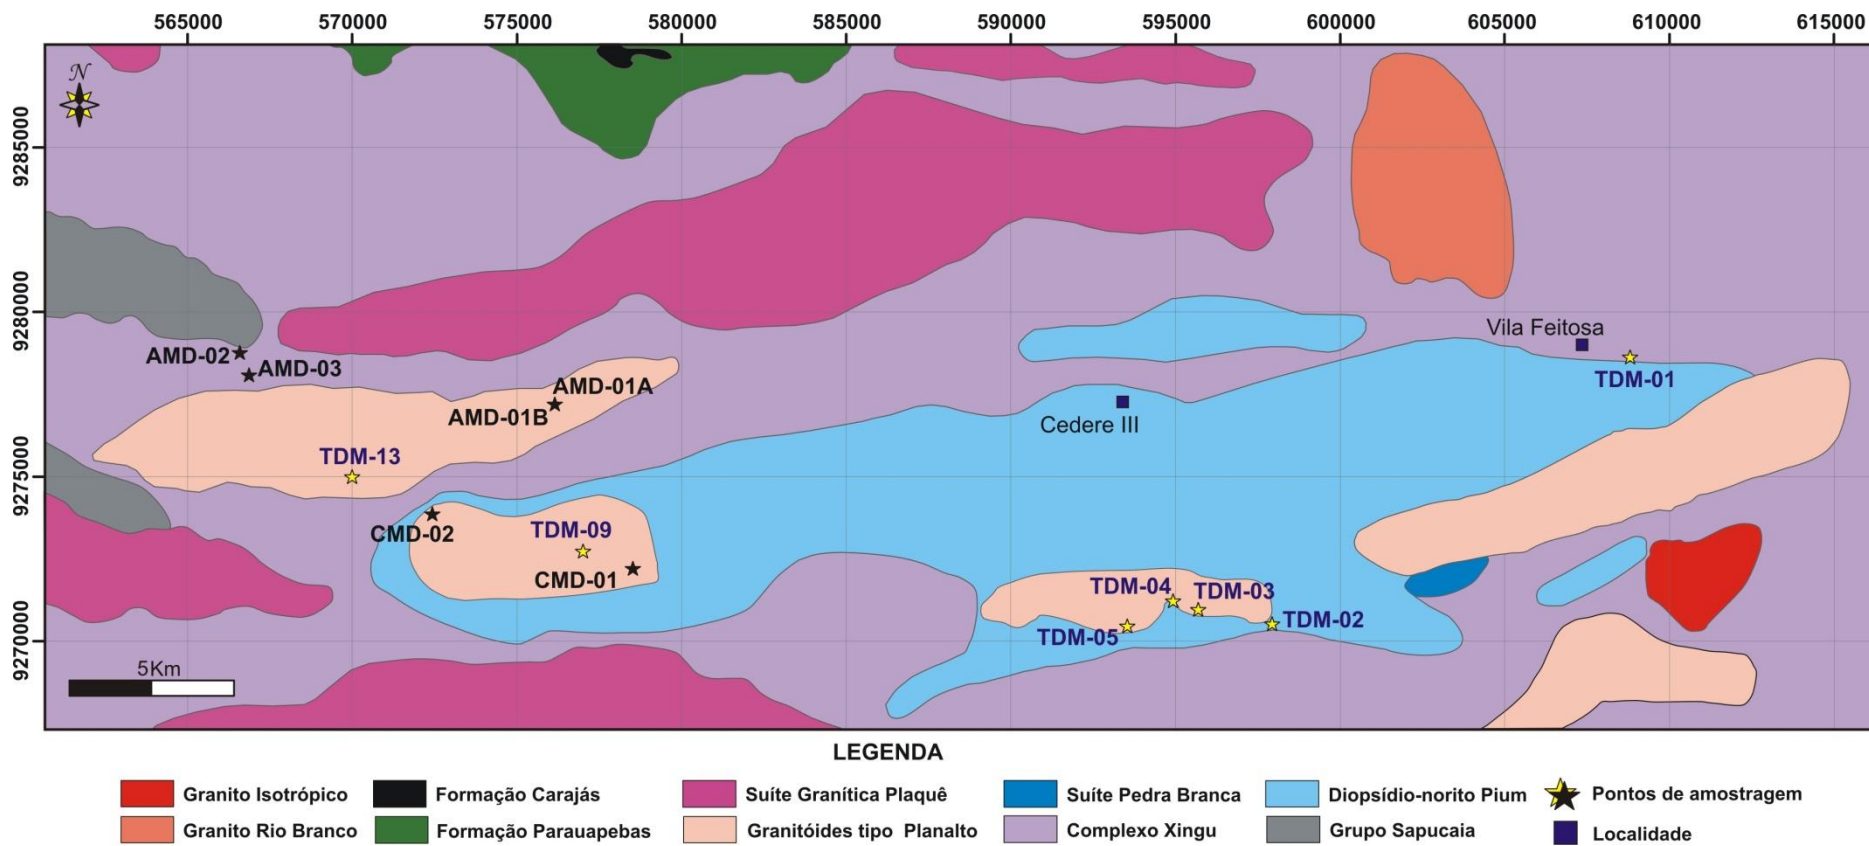 565000 570000 575000 580000 585000 590000 595000 600000 605000 610000 615000
N
9285000
9280000
9275000
9270000
Vila Feitosa
AMD-02
AMD-03
TDM-01
AMD-01A
AMD-01B
Cedere III
TDM-13
CMD-02
TDM-09
CMD-01
TDM-04
TDM-03
TDM-05
TDM-02
5Km
LEGENDA
Granito Isotrópico
Formação Carajás
Suíte Granítica Plaquê
Suíte Pedra Branca
Diopsídio-norito Pium
Pontos de amostragem
Granito Rio Branco
Formação Parauapebas
Granitóides tipo Planalto
Complexo Xingu
Grupo Sapucaia
Localidade